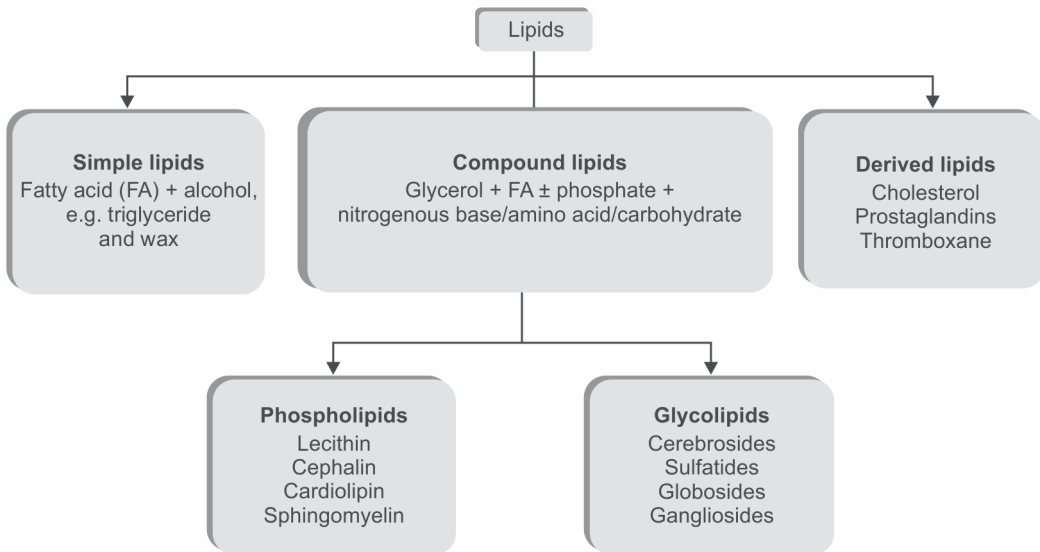 Lipids
Simple lipids
Fatty acid (FA) + alcohol,
e.g. triglyceride
and wax
Compound lipids
Glycerol + FA ± phosphate +
nitrogenous base/amino acid/carbohydrate
Derived lipids
Cholesterol
Prostaglandins
Thromboxane
Phospholipids
Lecithin
Cephalin
Cardiolipin
Sphingomyelin
Glycolipids
Cerebrosides
Sulfatides
Globosides
Gangliosides